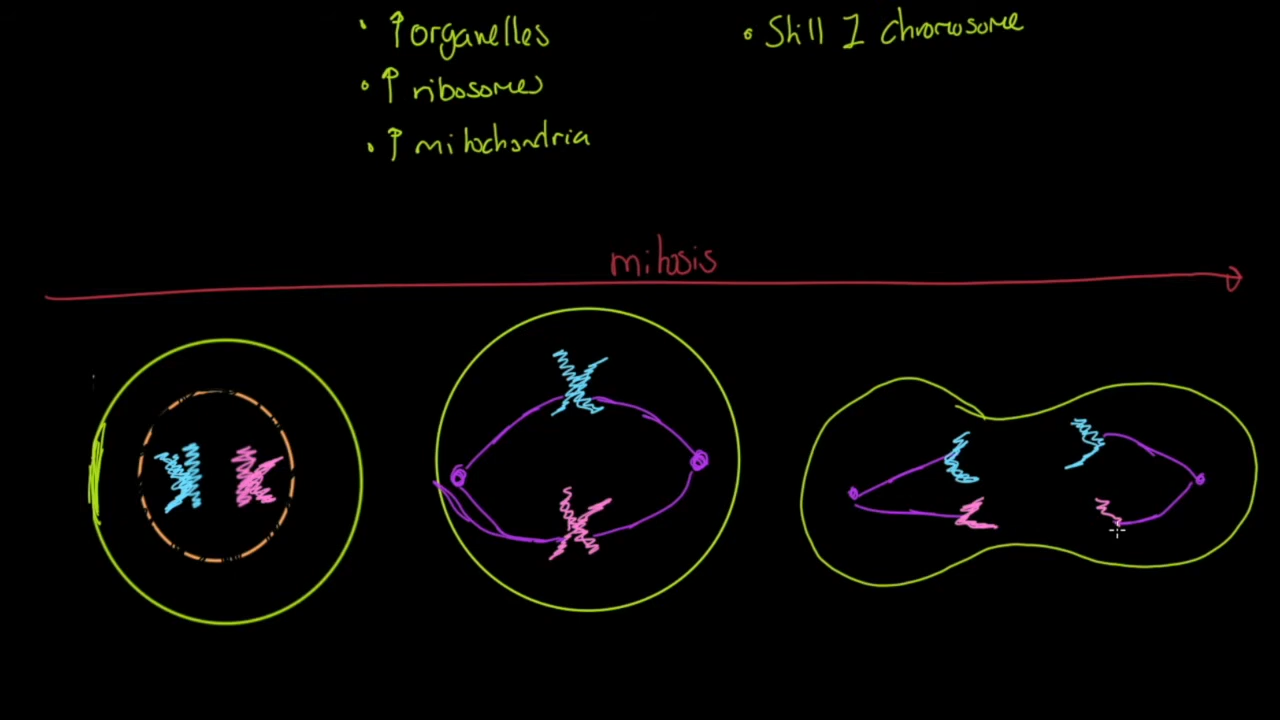 • ↑ organelles
• ↑ ribosomes
• ↑ mitochondria
• Still 1 chromosome
mitosis